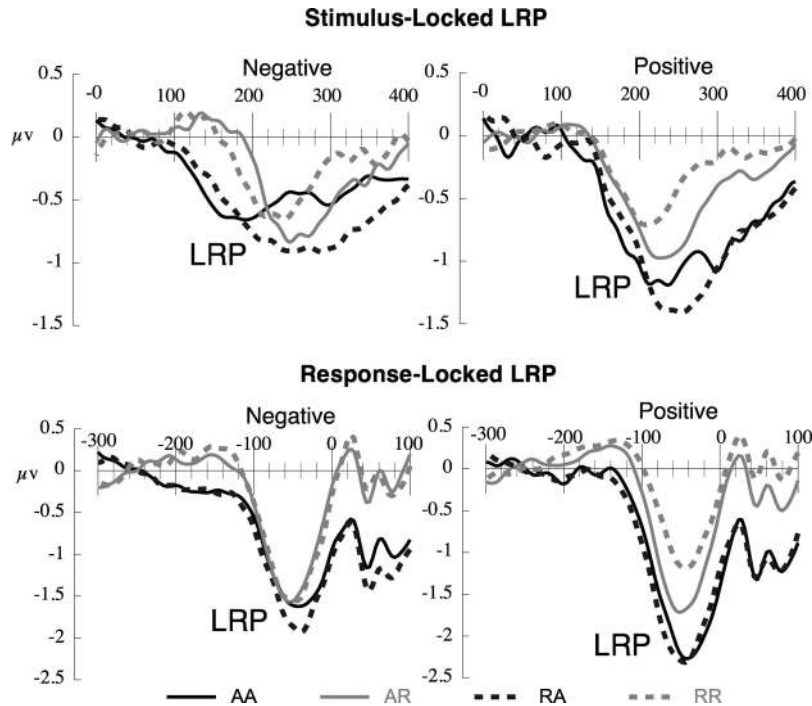 Stimulus-Locked LRP
Negative
Positive
-0 100 200 300 400
-0 100 200 300 400
0.5
μv 0
-0.5
-1
-1.5
LRP
0.5
0
-0.5
-1
-1.5
LRP
Response-Locked LRP
Negative
Positive
-300 -200 -100 0 100
-300 -200 -100 0 100
0.5
μv 0
-0.5
-1
-1.5
-2
-2.5
LRP
0.5
0
-0.5
-1
-1.5
-2
-2.5
LRP
AA AR RA RR